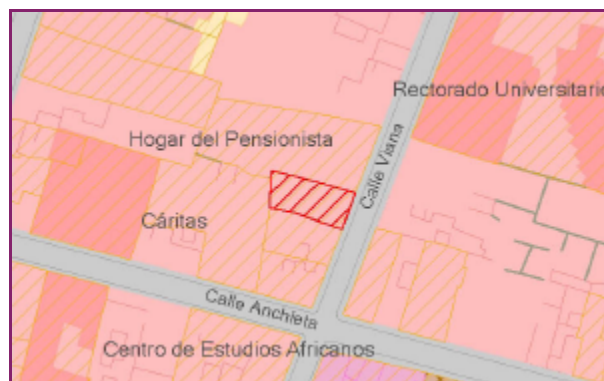 Rectorado Universitario
Hogar del Pensionista
Calle Viana
Cáritas
Calle Anchieta
Centro de Estudios Africanos